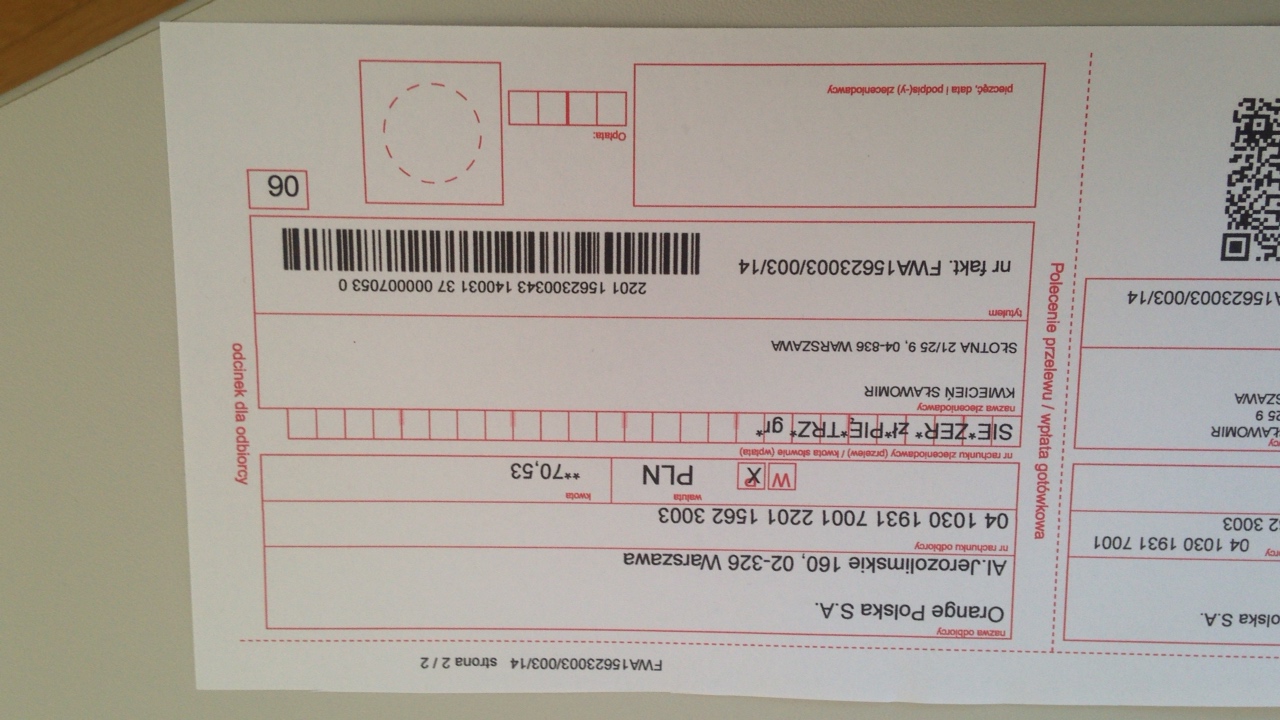 FWA15623003/003/14 strona 2 / 2
nazwa odbiorcy
Orange Polska S.A.
Al.Jerozolimskie 160, 02-326 Warszawa
nr rachunku odbiorcy
04 1030 1931 7001 2201 1562 3003
waluta
kwota
W X PLN **70,53
nr rachunku zleceniodawcy (przelew) / kwota słownie (wpłata)
SIE*ZER* zł*PIĘ*TRZ* gr*
nazwa zleceniodawcy
KWIECIEŃ SŁAWOMIR
SŁOTNA 21/25 9, 04-836 WARSZAWA
tytułem
2201 1562300343 140031 37 000007053 0
nr fakt. FWA15623003/003/14
06
Opłata:
pieczęć, data i podpis(-y) zleceniodawcy
odcinek dla odbiorcy
Polecenie przelewu / wpłata gotówkowa
olska S.A.
04 1030 1931 7001
2 3003
ŁAWOMIR
25 9
SZAWA
A15623003/003/14